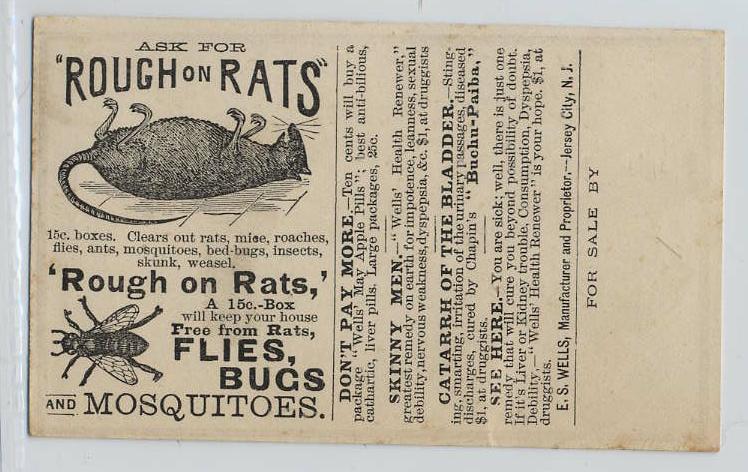 ASK FOR
"ROUGH ON RATS"
15c. boxes. Clears out rats, mice, roaches,
flies, ants, mosquitoes, bed-bugs, insects,
skunk, weasel.
'Rough on Rats,'
A 15c.-Box
will keep your house
Free from Rats,
FLIES,
BUGS
AND MOSQUITOES.
DON'T PAY MORE.—Ten cents will buy a
package "Wells' May Apple Pills"; best anti-bilious,
cathartic, liver pills. Large packages, 25c.
SKINNY MEN.—"Wells' Health Renewer,"
greatest remedy on earth for impotence, leanness, sexual
debility, nervous weakness, dyspepsia, &c. $1, at druggists
CATARRH OF THE BLADDER.—Sting-
ing, smarting, irritation of the urinary passages, diseased
discharges, cured by Chapin's "Buchu-Paiba,"
$1, at druggists.
SEE HERE.—You are sick; well, there is just one
remedy that will cure you beyond possibility of doubt.
If it's Liver or Kidney trouble, Consumption, Dyspepsia,
Debility,—"Wells' Health Renewer" is your hope. $1, at
druggists.
E. S. WELLS, Manufacturer and Proprietor,—Jersey City, N. J.
FOR SALE BY